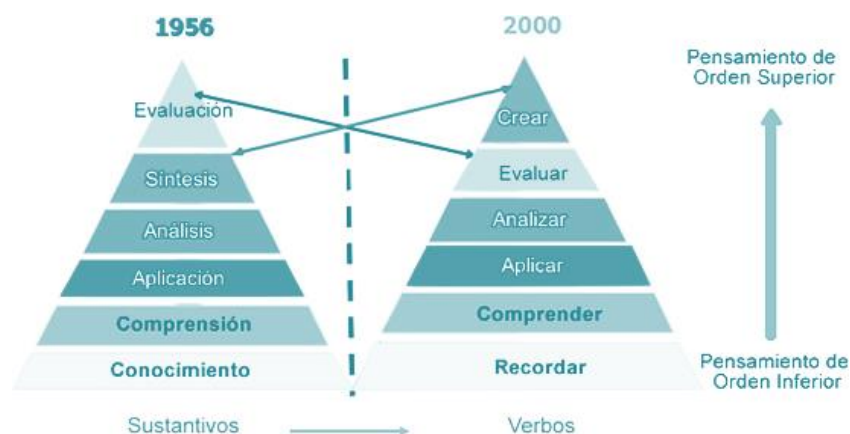 1956
2000
Pensamiento de
Orden Superior
Evaluación
Crear
Síntesis
Evaluar
Análisis
Analizar
Aplicación
Aplicar
Comprensión
Comprender
Conocimiento
Recordar
Pensamiento de
Orden Inferior
Sustantivos
Verbos